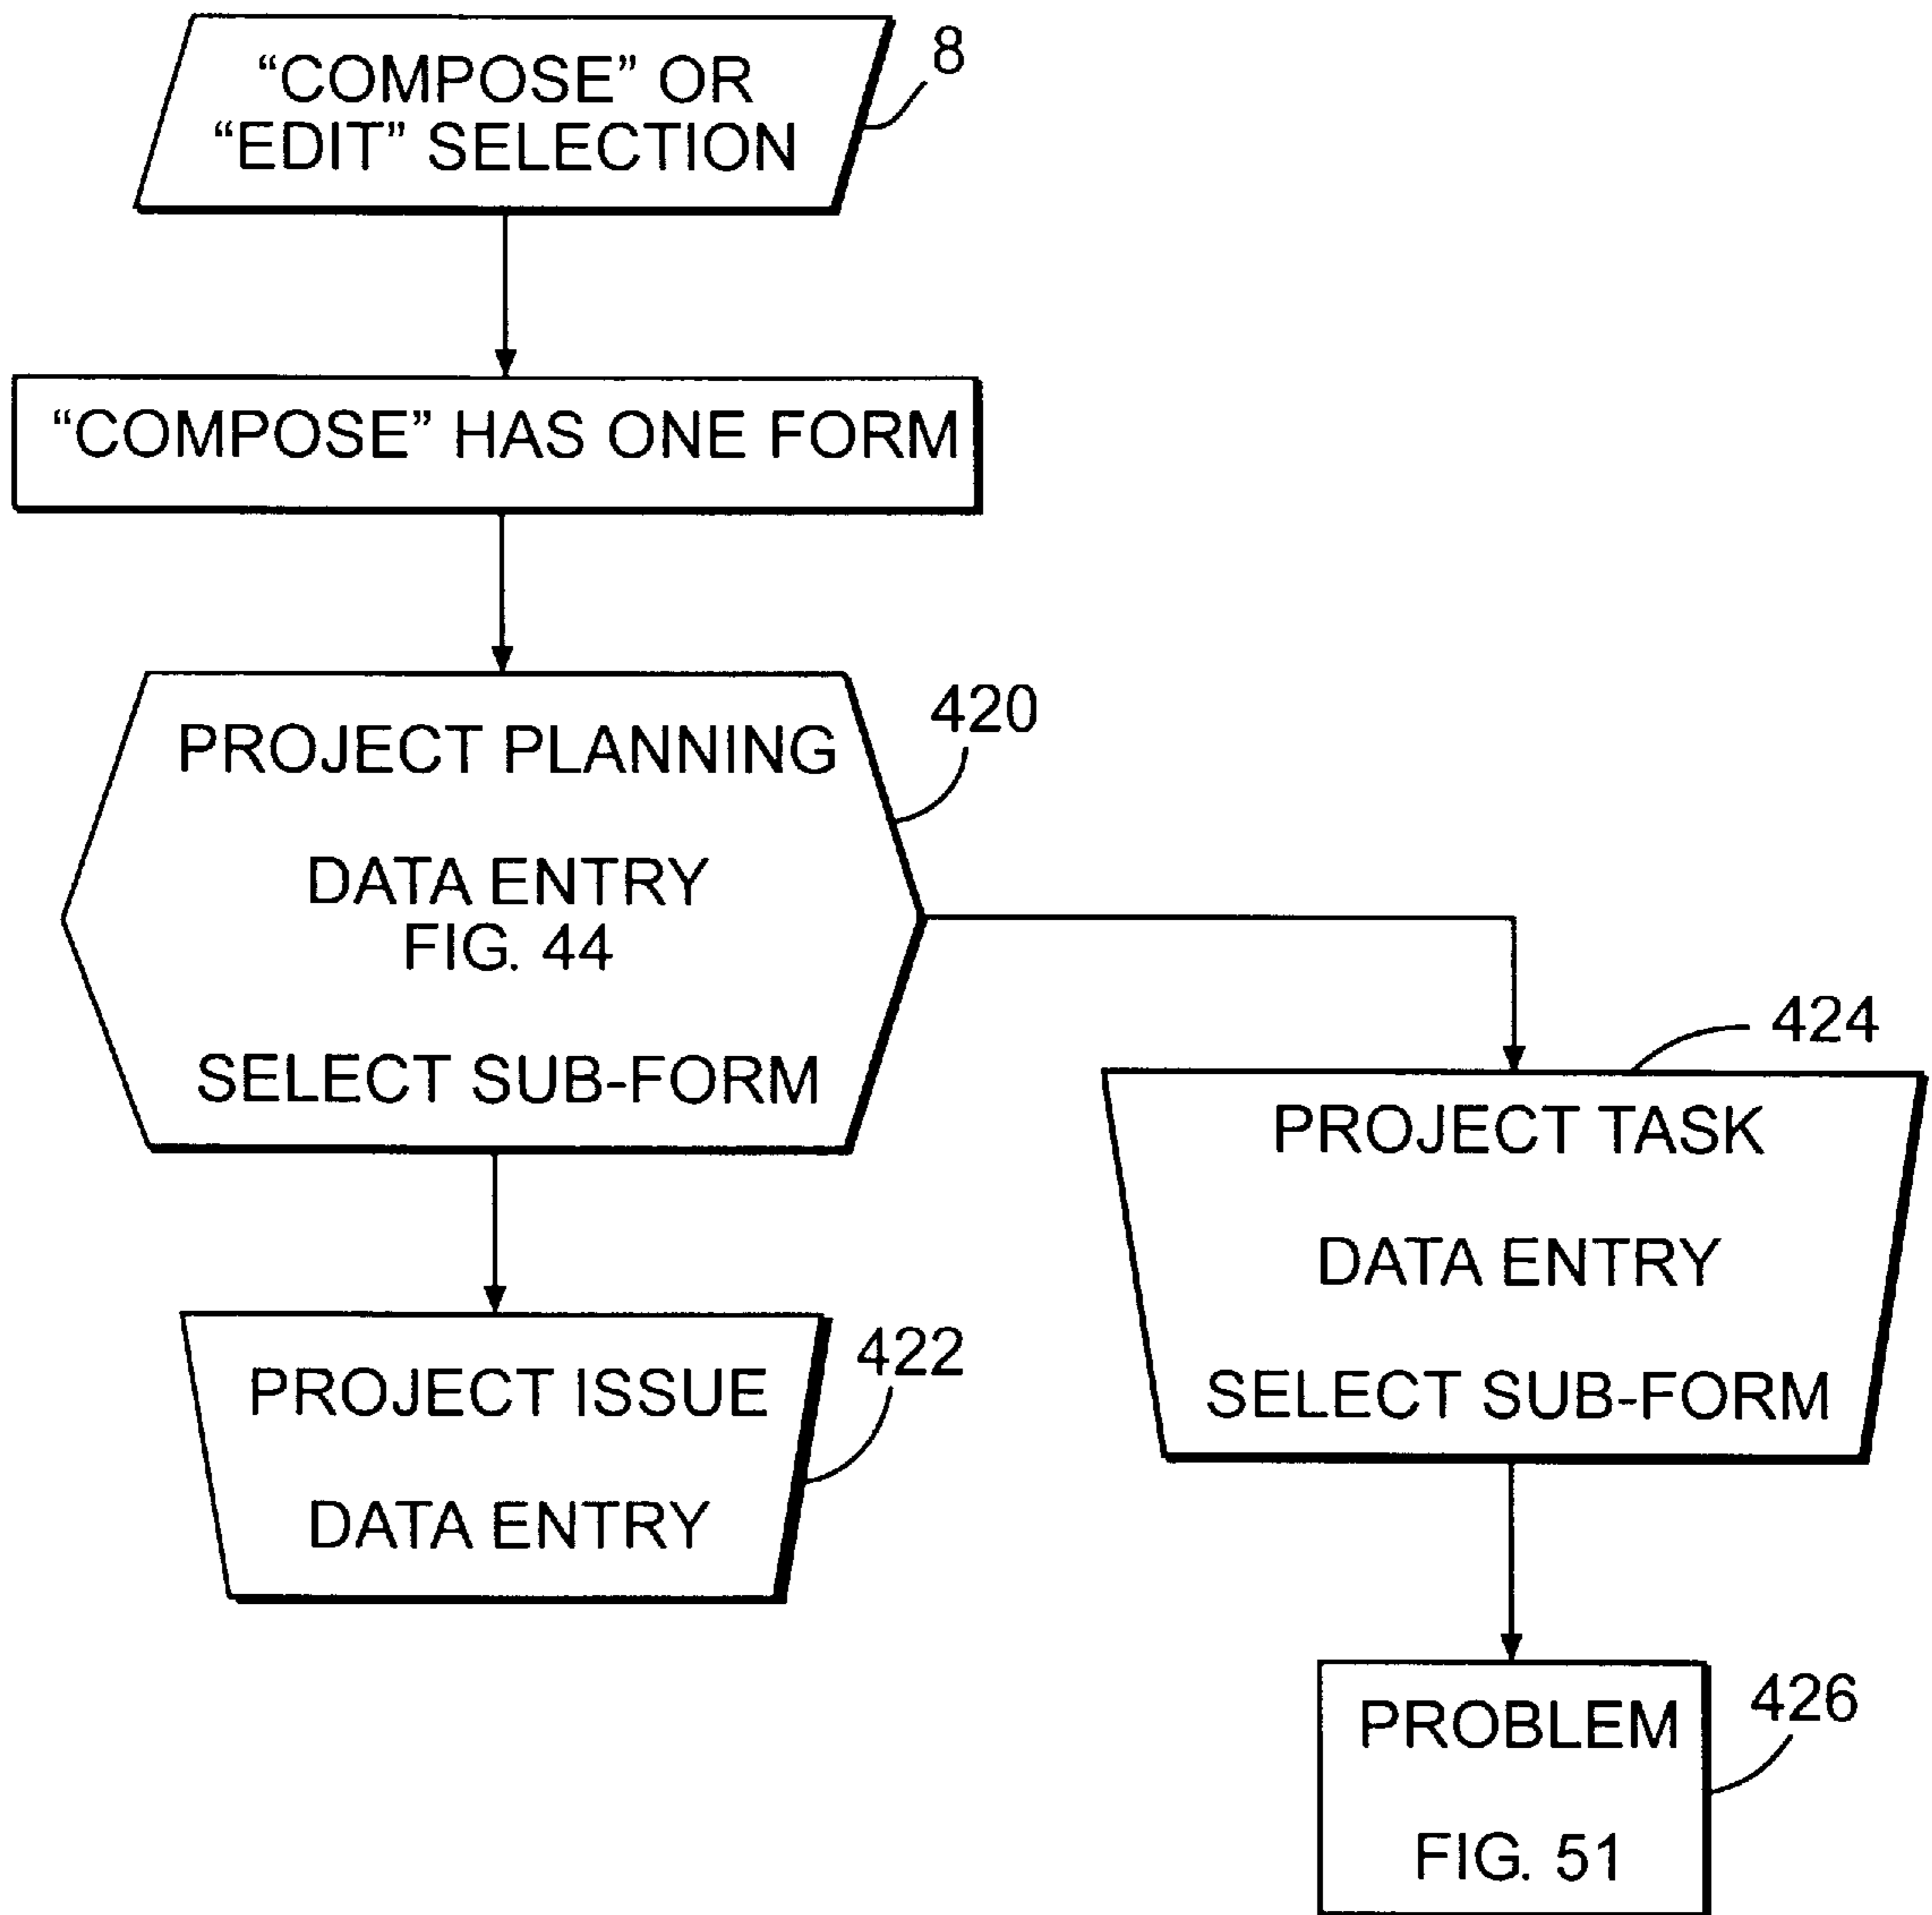 “COMPOSE” OR
“EDIT” SELECTION
8
“COMPOSE” HAS ONE FORM
PROJECT PLANNING
DATA ENTRY
FIG. 44
SELECT SUB-FORM
420
PROJECT TASK
DATA ENTRY
SELECT SUB-FORM
424
PROJECT ISSUE
DATA ENTRY
422
PROBLEM
FIG. 51
426